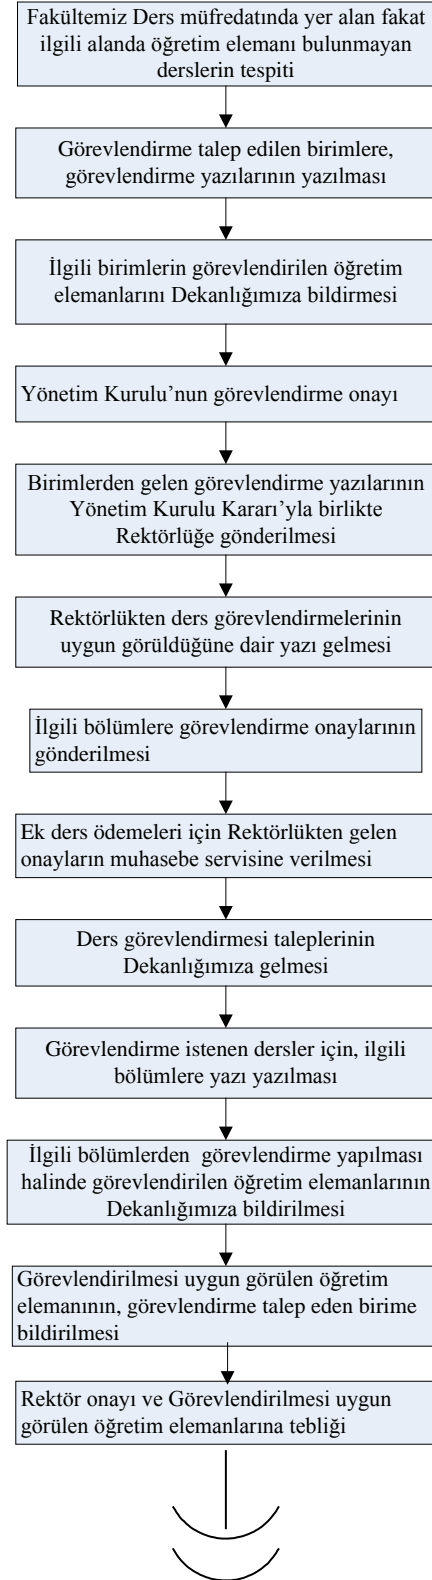 Fakültemiz Ders müfredatında yer alan fakat
ilgili alanda öğretim elemanı bulunmayan
derslerin tespiti
Görevlendirme talep edilen birimlere,
görevlendirme yazılarının yazılması
İlgili birimlerin görevlendirilen öğretim
elemanlarını Dekanlığımıza bildirmesi
Yönetim Kurulu’nun görevlendirme onayı
Birimlerden gelen görevlendirme yazılarının
Yönetim Kurulu Kararı’yla birlikte
Rektörlüğe gönderilmesi
Rektörlükten ders görevlendirmelerinin
uygun görüldüğüne dair yazı gelmesi
İlgili bölümlere görevlendirme onaylarının
gönderilmesi
Ek ders ödemeleri için Rektörlükten gelen
onayların muhasebe servisine verilmesi
Ders görevlendirmesi taleplerinin
Dekanlığımıza gelmesi
Görevlendirme istenen dersler için, ilgili
bölümlere yazı yazılması
İlgili bölümlerden görevlendirme yapılması
halinde görevlendirilen öğretim elemanlarının
Dekanlığımıza bildirilmesi
Görevlendirilmesi uygun görülen öğretim
elemanının, görevlendirme talep eden birime
bildirilmesi
Rektör onayı ve Görevlendirilmesi uygun
görülen öğretim elemanlarına tebliği